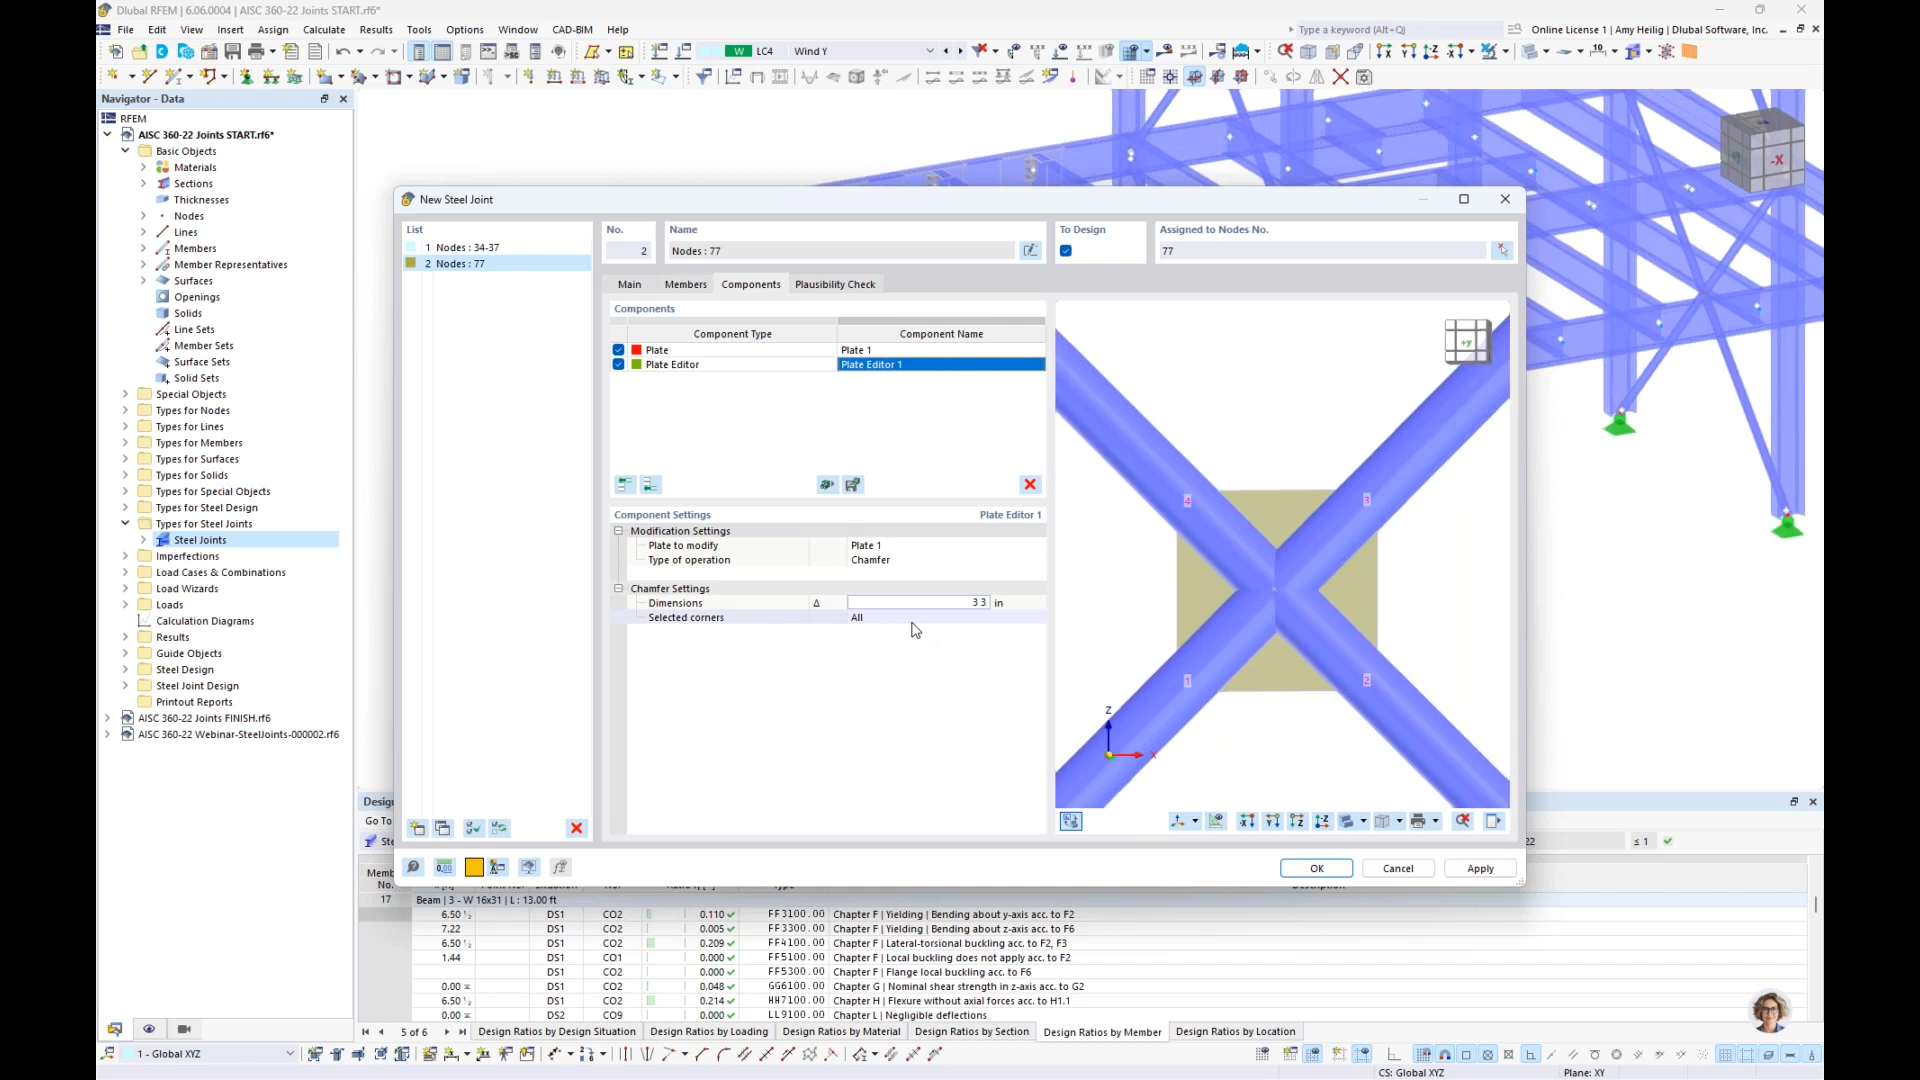 Dlubal RFEM | 6.06.0004 | AISC 360-22 Joints START.rf6*
File Edit View Insert Assign Calculate Results Tools Options Window CAD-BIM Help
Type a keyword (Alt+Q)
Online License 1 | Amy Heilig | Dlubal Software, Inc.
W LC4 Wind Y
Navigator - Data
RFEM
AISC 360-22 Joints START.rf6*
Basic Objects
Materials
Sections
Thicknesses
Nodes
Lines
Members
Member Representatives
Surfaces
Openings
Solids
Line Sets
Member Sets
Surface Sets
Solid Sets
Special Objects
Types for Nodes
Types for Lines
Types for Members
Types for Surfaces
Types for Solids
Types for Special Objects
Types for Steel Design
Types for Steel Joints
Steel Joints
Imperfections
Load Cases & Combinations
Load Wizards
Loads
Calculation Diagrams
Results
Guide Objects
Steel Design
Steel Joint Design
Printout Reports
AISC 360-22 Joints FINISH.rf6
AISC 360-22 Webinar-SteelJoints-000002.rf6
-X
New Steel Joint
List
1 Nodes : 34-37
2 Nodes : 77
No.
2
Name
Nodes : 77
To Design
Assigned to Nodes No.
77
Main Members Components Plausibility Check
Components
Component Type Component Name
Plate Plate 1
Plate Editor Plate Editor 1
Component Settings Plate Editor 1
Modification Settings
Plate to modify Plate 1
Type of operation Chamfer
Chamfer Settings
Dimensions Δ 3 3 in
Selected corners All
+y
4 3
1 2
Z
X
OK Cancel Apply
Desig
Go To
Ste
22 ≤ 1
Memb
No.
17 Beam | 3 - W 16x31 | L : 13.00 ft
6.50 ½ DS1 CO2 0.110 FF3100.00 Chapter F | Yielding | Bending about y-axis acc. to F2
7.22 DS1 CO2 0.005 FF3300.00 Chapter F | Yielding | Bending about z-axis acc. to F6
6.50 ½ DS1 CO2 0.209 FF4100.00 Chapter F | Lateral-torsional buckling acc. to F2, F3
1.44 DS1 CO1 0.000 FF5100.00 Chapter F | Local buckling does not apply acc. to F2
DS1 CO2 0.000 FF5300.00 Chapter F | Flange local buckling acc. to F6
0.00 DS1 CO2 0.048 GG6100.00 Chapter G | Nominal shear strength in z-axis acc. to G2
6.50 ½ DS1 CO2 0.214 HH7100.00 Chapter H | Flexure without axial forces acc. to H1.1
0.00 DS2 CO9 0.000 LL9100.00 Chapter L | Negligible deflections
5 of 6 Design Ratios by Design Situation Design Ratios by Loading Design Ratios by Material Design Ratios by Section Design Ratios by Member Design Ratios by Location
1 - Global XYZ
CS: Global XYZ Plane: XY